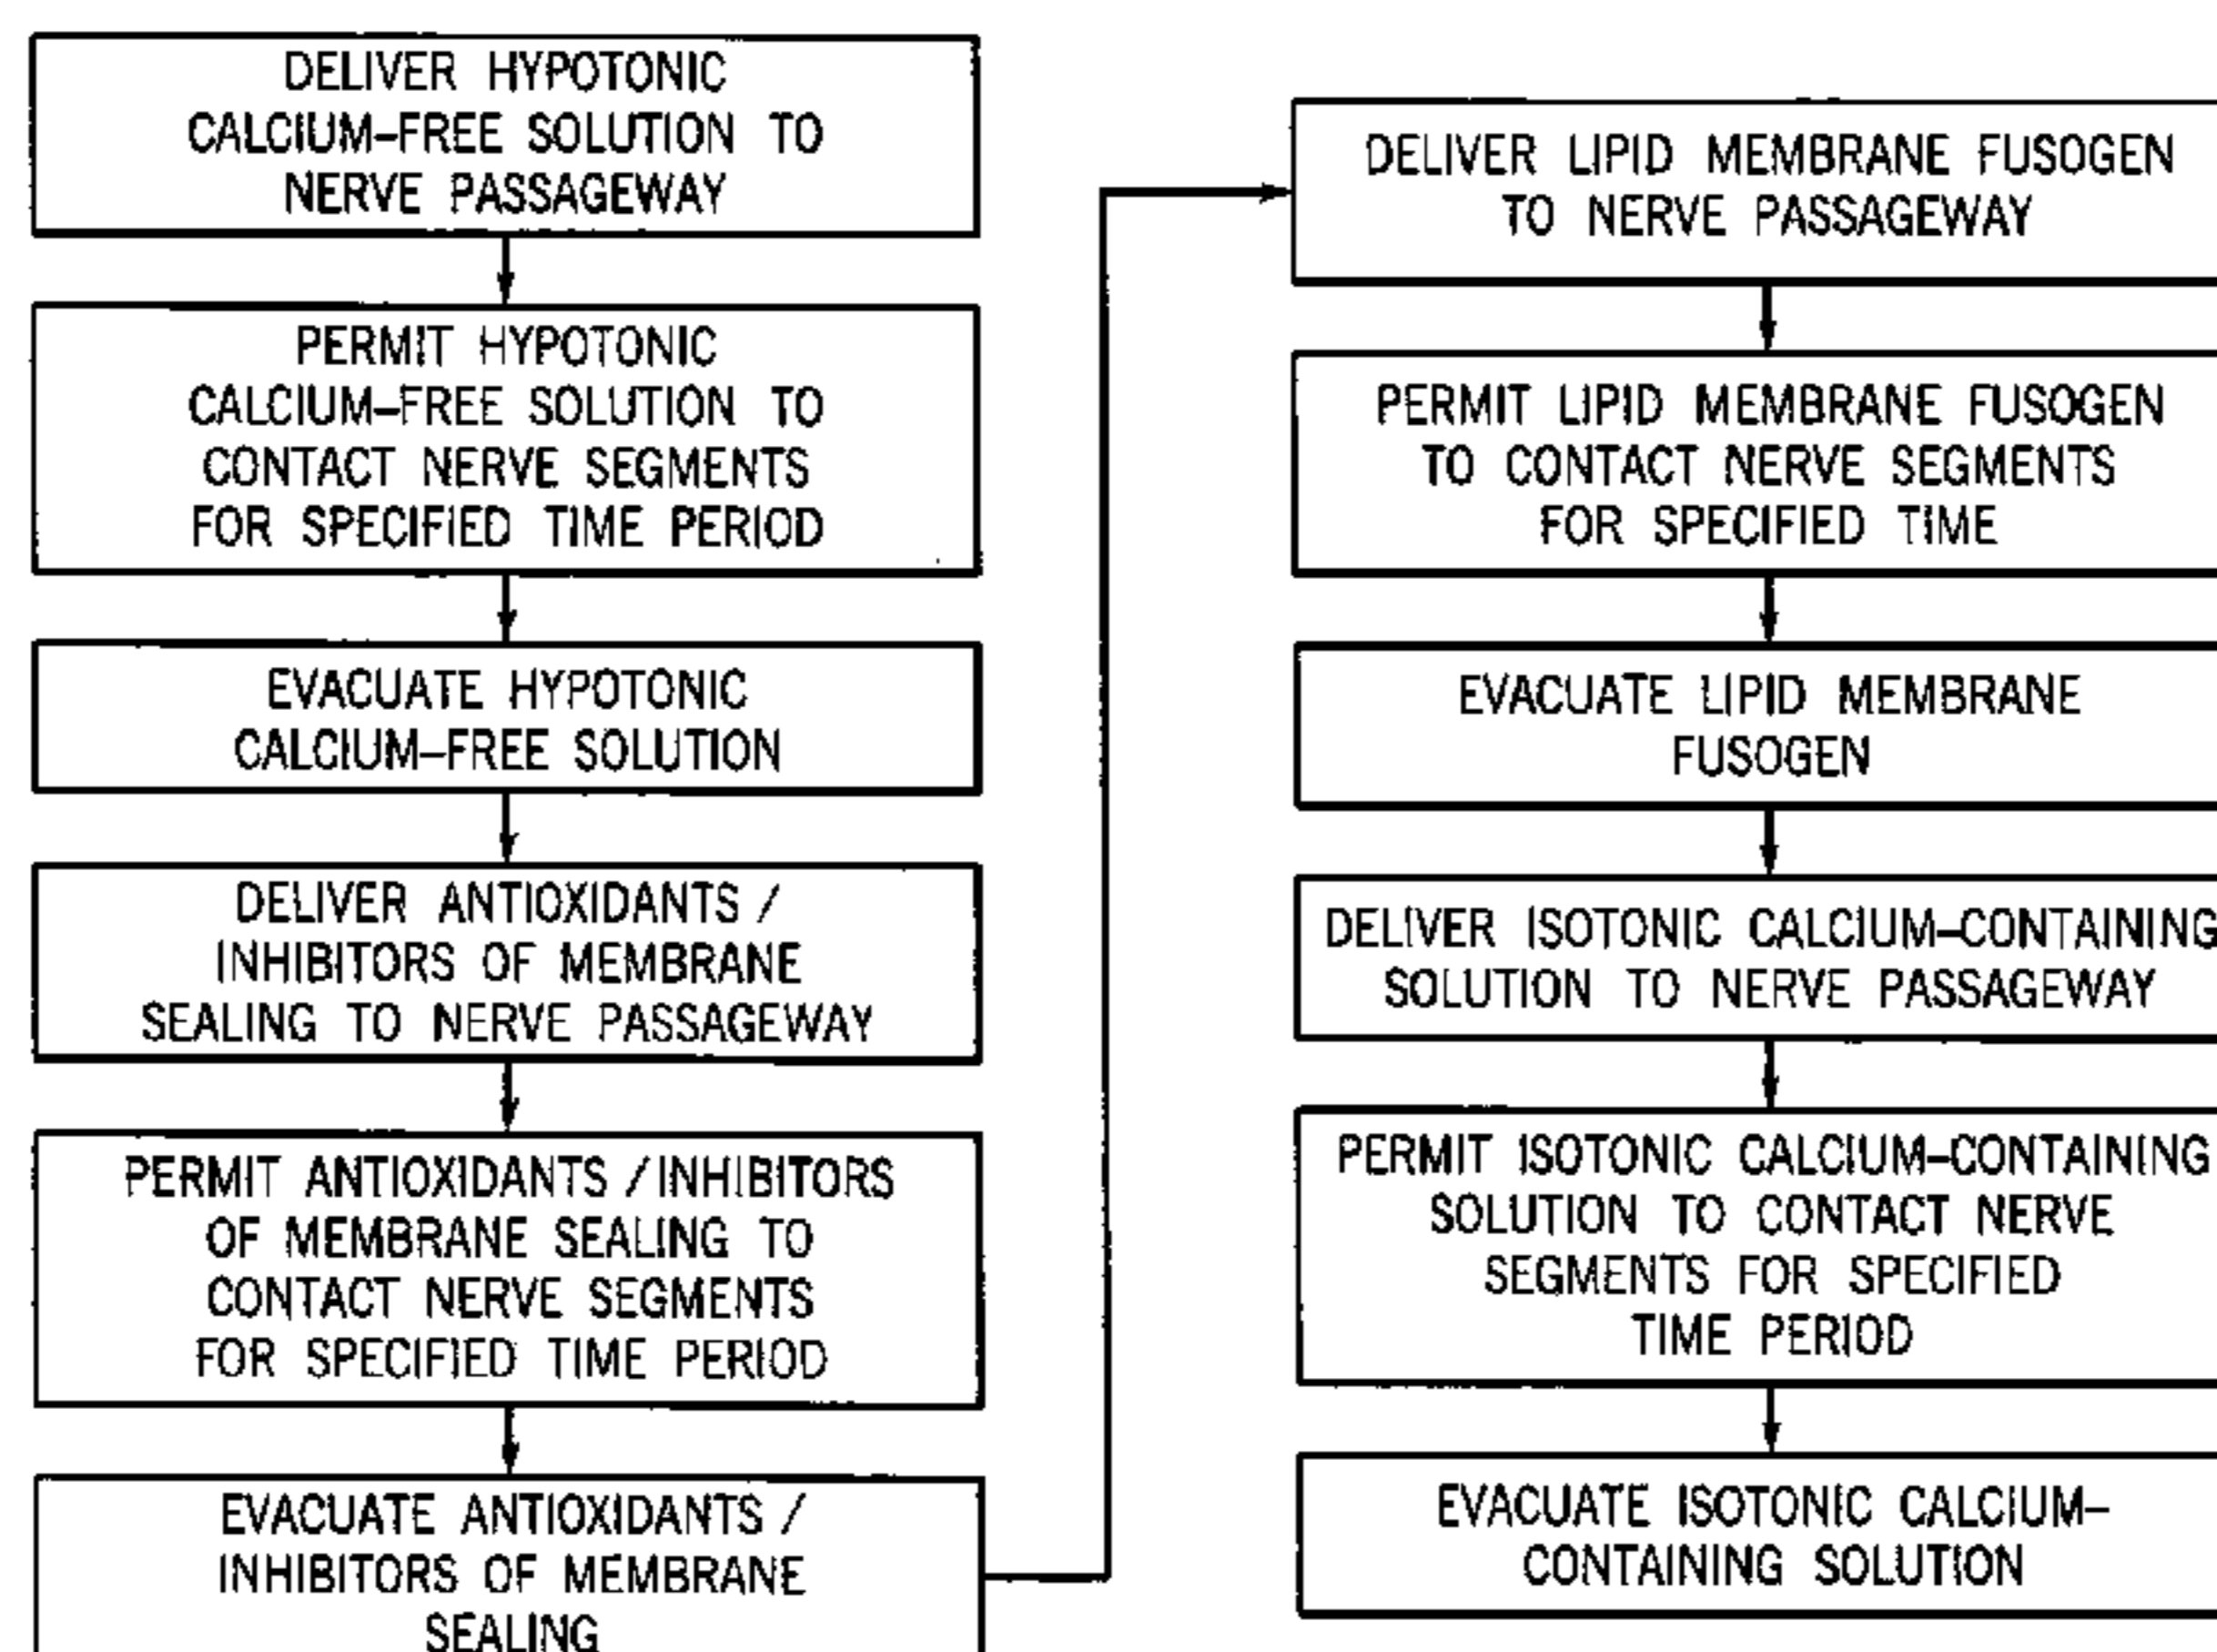 DELIVER HYPOTONIC
CALCIUM-FREE SOLUTION TO
NERVE PASSAGEWAY
PERMIT HYPOTONIC
CALCIUM-FREE SOLUTION TO
CONTACT NERVE SEGMENTS
FOR SPECIFIED TIME PERIOD
EVACUATE HYPOTONIC
CALCIUM-FREE SOLUTION
DELIVER ANTIOXIDANTS /
INHIBITORS OF MEMBRANE
SEALING TO NERVE PASSAGEWAY
PERMIT ANTIOXIDANTS / INHIBITORS
OF MEMBRANE SEALING TO
CONTACT NERVE SEGMENTS
FOR SPECIFIED TIME PERIOD
EVACUATE ANTIOXIDANTS /
INHIBITORS OF MEMBRANE
SEALING
DELIVER LIPID MEMBRANE FUSOGEN
TO NERVE PASSAGEWAY
PERMIT LIPID MEMBRANE FUSOGEN
TO CONTACT NERVE SEGMENTS
FOR SPECIFIED TIME
EVACUATE LIPID MEMBRANE
FUSOGEN
DELIVER ISOTONIC CALCIUM-CONTAINING
SOLUTION TO NERVE PASSAGEWAY
PERMIT ISOTONIC CALCIUM-CONTAINING
SOLUTION TO CONTACT NERVE
SEGMENTS FOR SPECIFIED
TIME PERIOD
EVACUATE ISOTONIC CALCIUM-
CONTAINING SOLUTION